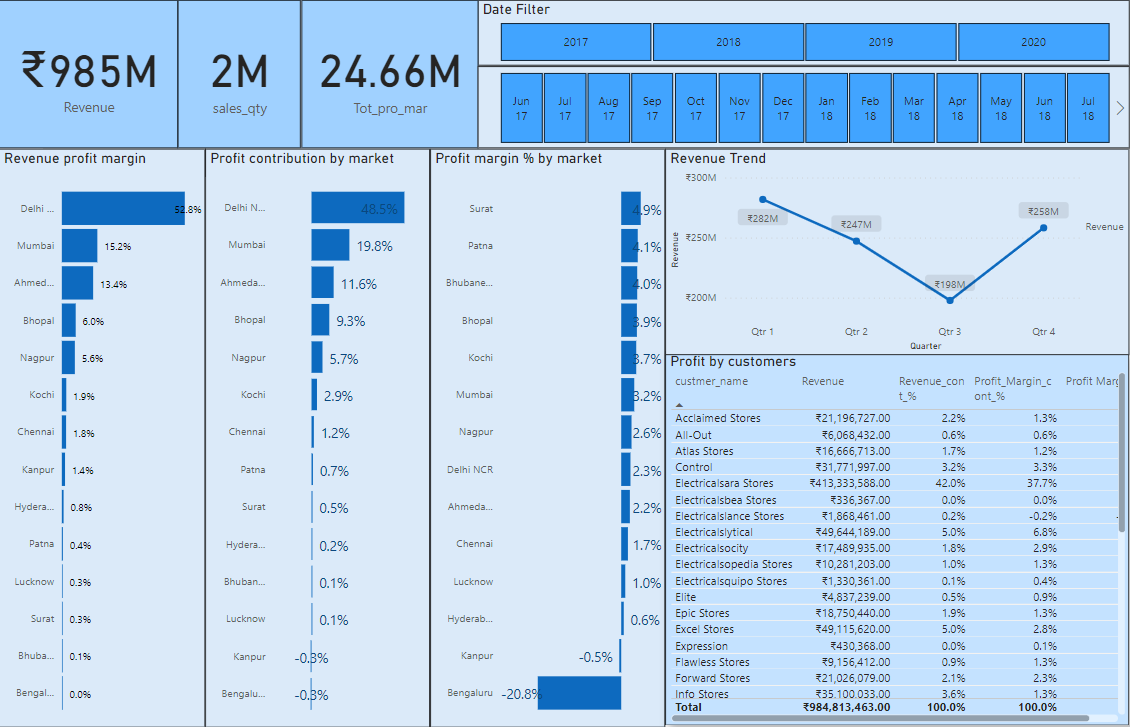 ₹985M
Revenue
2M
sales_qty
24.66M
Tot_pro_mar
Date Filter
2017 2018 2019 2020
Jun 17 Jul 17 Aug 17 Sep 17 Oct 17 Nov 17 Dec 17 Jan 18 Feb 18 Mar 18 Apr 18 May 18 Jun 18 Jul 18
Revenue profit margin
Delhi ... 52.8%
Mumbai 15.2%
Ahmed... 13.4%
Bhopal 6.0%
Nagpur 5.6%
Kochi 1.9%
Chennai 1.8%
Kanpur 1.4%
Hydera... 0.8%
Patna 0.4%
Lucknow 0.3%
Surat 0.3%
Bhuba... 0.1%
Bengal... 0.0%
Profit contribution by market
Delhi N... 48.5%
Mumbai 19.8%
Ahmeda... 11.6%
Bhopal 9.3%
Nagpur 5.7%
Kochi 2.9%
Chennai 1.2%
Patna 0.7%
Surat 0.5%
Hydera... 0.2%
Bhuban... 0.1%
Lucknow 0.1%
Kanpur -0.3%
Bengalu... -0.3%
Profit margin % by market
Surat 4.9%
Patna 4.1%
Bhubane... 4.0%
Bhopal 3.9%
Kochi 3.7%
Mumbai 3.2%
Nagpur 2.6%
Delhi NCR 2.3%
Ahmeda... 2.2%
Chennai 1.7%
Lucknow 1.0%
Hyderab... 0.6%
Kanpur -0.5%
Bengaluru -20.8%
Revenue Trend
₹300M
₹250M
₹200M
Revenue
₹282M ₹247M ₹198M ₹258M
Revenue
Qtr 1 Qtr 2 Qtr 3 Qtr 4
Quarter
Profit by customers
custmer_name Revenue Revenue_cont_% Profit_Margin_cont_% Profit Marg
Acclaimed Stores ₹21,196,727.00 2.2% 1.3%
All-Out ₹6,068,432.00 0.6% 0.6%
Atlas Stores ₹16,666,713.00 1.7% 1.2%
Control ₹31,771,997.00 3.2% 3.3%
Electricalsara Stores ₹413,333,588.00 42.0% 37.7%
Electricalsbea Stores ₹336,367.00 0.0% 0.0%
Electricalslance Stores ₹1,868,461.00 0.2% -0.2% -
Electricalslytical ₹49,644,189.00 5.0% 6.8%
Electricalsocity ₹17,489,935.00 1.8% 2.9%
Electricalsopedia Stores ₹10,281,203.00 1.0% 1.3%
Electricalsquipo Stores ₹1,330,361.00 0.1% 0.4%
Elite ₹4,837,239.00 0.5% 0.9%
Epic Stores ₹18,750,440.00 1.9% 1.3%
Excel Stores ₹49,115,620.00 5.0% 2.8%
Expression ₹430,368.00 0.0% 0.1%
Flawless Stores ₹9,156,412.00 0.9% 1.3%
Forward Stores ₹21,026,079.00 2.1% 2.3%
Info Stores ₹35,100,033.00 3.6% 1.3%
Total ₹984,813,463.00 100.0% 100.0%